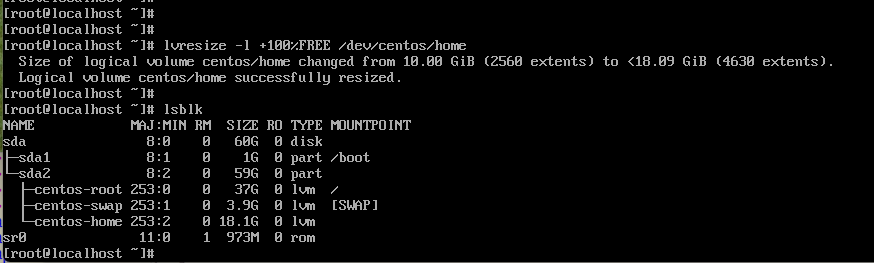 [root@localhost ~]#
[root@localhost ~]#
[root@localhost ~]# lvresize -l +100%FREE /dev/centos/home
  Size of logical volume centos/home changed from 10.00 GiB (2560 extents) to <18.09 GiB (4630 extents).
  Logical volume centos/home successfully resized.
[root@localhost ~]#
[root@localhost ~]# lsblk
NAME            MAJ:MIN RM  SIZE RO TYPE MOUNTPOINT
sda               8:0    0   60G  0 disk
├─sda1            8:1    0    1G  0 part /boot
└─sda2            8:2    0   59G  0 part
  ├─centos-root 253:0    0   37G  0 lvm  /
  ├─centos-swap 253:1    0  3.9G  0 lvm  [SWAP]
  └─centos-home 253:2    0 18.1G  0 lvm
sr0              11:0    1  973M  0 rom
[root@localhost ~]#